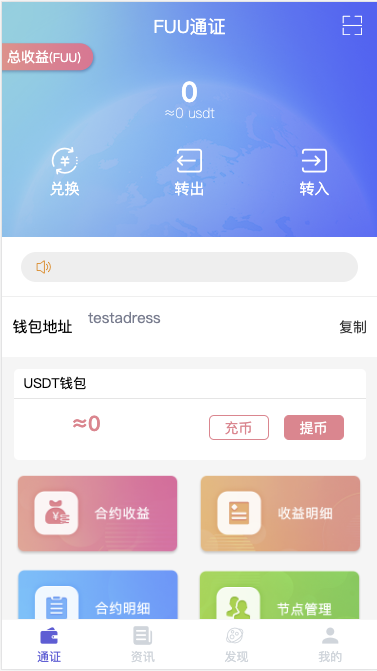 FUU通证
总收益(FUU)
0
≈0 usdt
兑换 转出 转入
钱包地址 testadress 复制
USDT钱包
≈0 充币 提币
合约收益 收益明细
合约明细 节点管理
通证 资讯 发现 我的